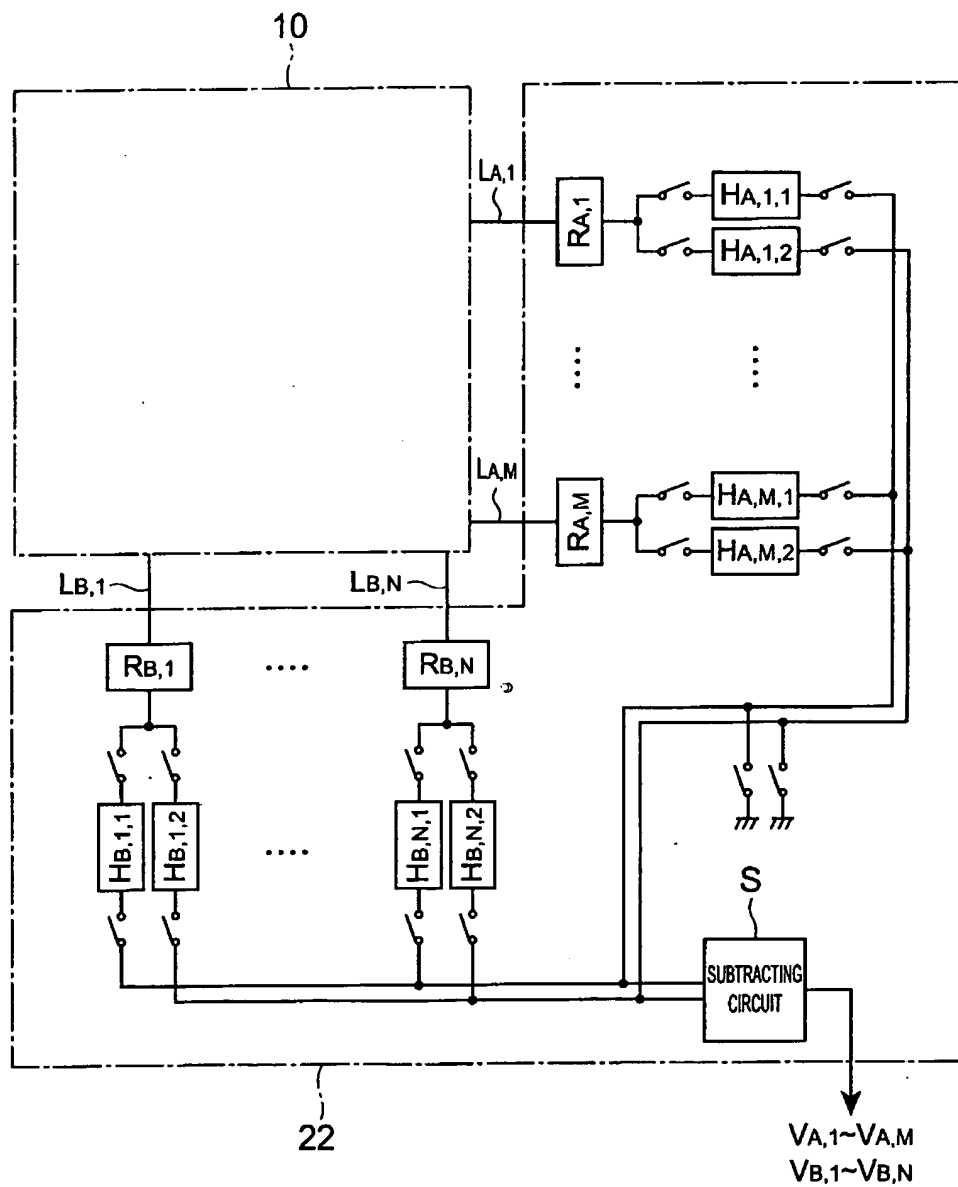 10
LA,1
RA,1
HA,1,1
HA,1,2
LA,M
RA,M
HA,M,1
HA,M,2
LB,1
LB,N
RB,1
RB,N
HB,1,1
HB,1,2
HB,N,1
HB,N,2
S
SUBTRACTING
CIRCUIT
22
VA,1~VA,M
VB,1~VB,N